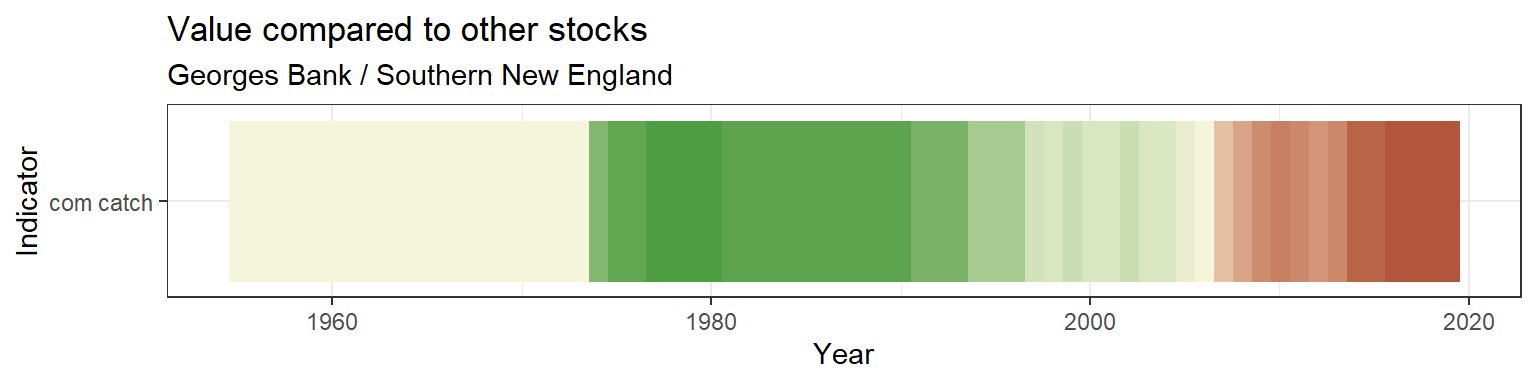 Value compared to other stocks
Georges Bank / Southern New England
Indicator
com catch
1960 1980 2000 2020
Year